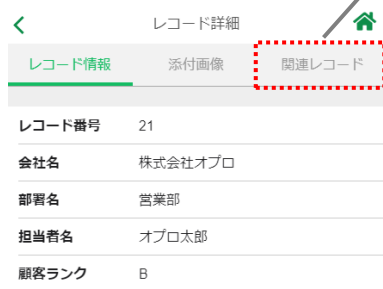 レコード詳細
レコード情報 添付画像 関連レコード
レコード番号 21
会社名 株式会社オプロ
部署名 営業部
担当者名 オプロ太郎
顧客ランク B